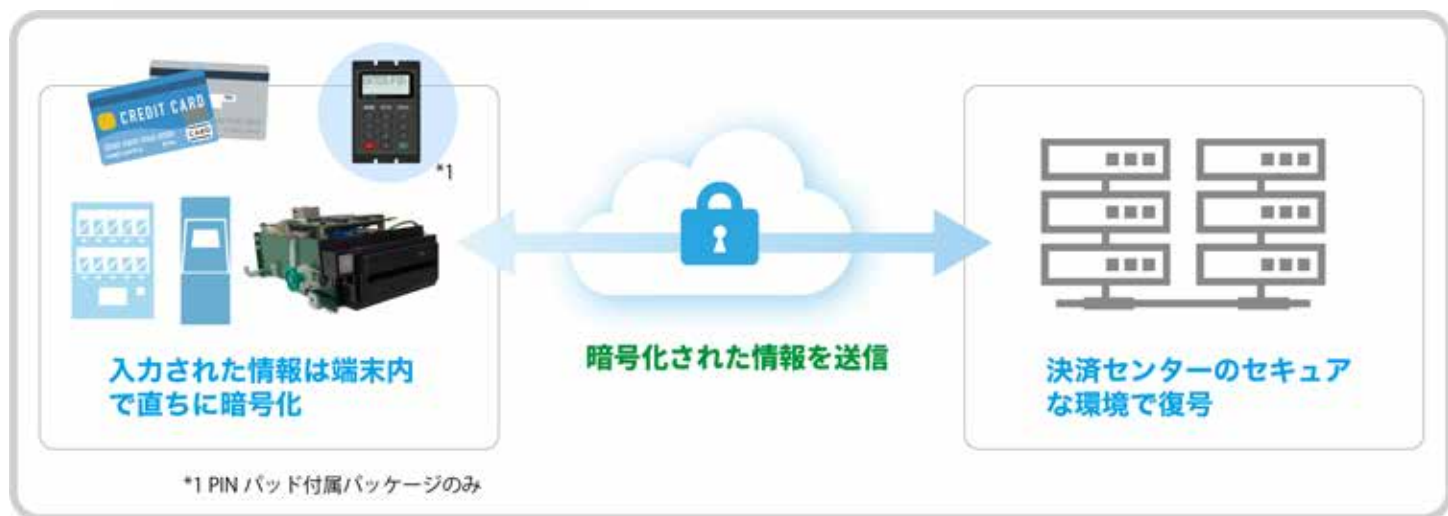 CREDIT CARD
CARD
*1
入力された情報は端末内
で直ちに暗号化
暗号化された情報を送信
決済センターのセキュア
な環境で復号
*1 PIN パッド付属パッケージのみ